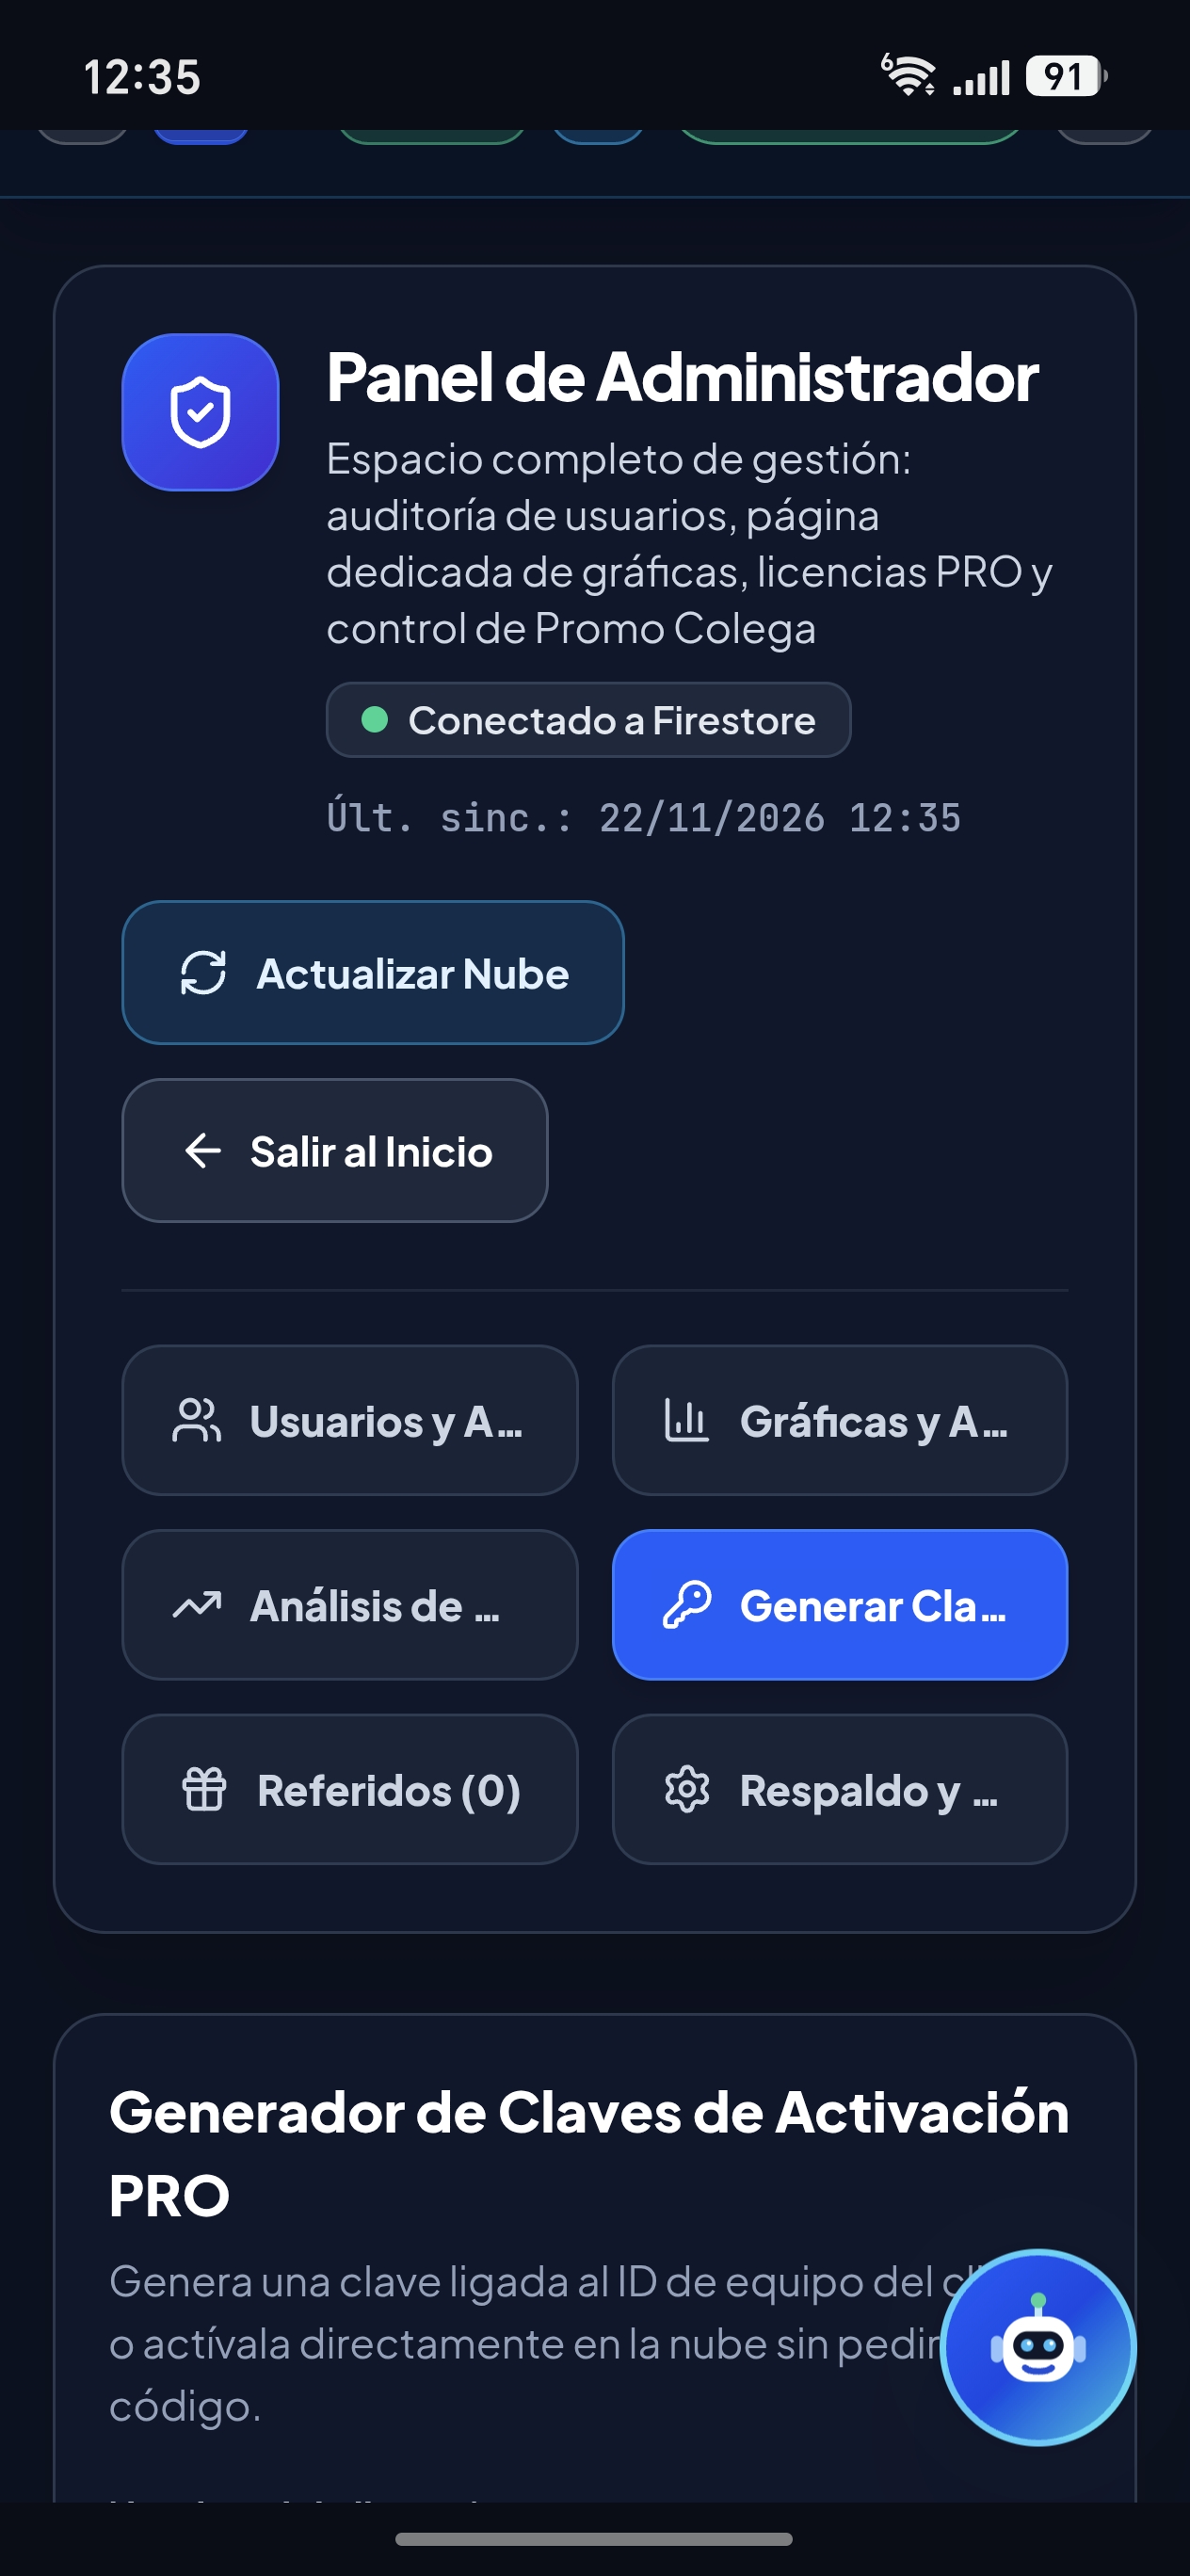 12:35
6
91
Panel de Administrador
Espacio completo de gestión:
auditoría de usuarios, página
dedicada de gráficas, licencias PRO y
control de Promo Colega
Conectado a Firestore
Últ. sinc.: 22/11/2026 12:35
Actualizar Nube
Salir al Inicio
Usuarios y A...
Gráficas y A...
Análisis de ...
Generar Cla...
Referidos (0)
Respaldo y ...
Generador de Claves de Activación
PRO
Genera una clave ligada al ID de equipo del
o actívala directamente en la nube sin pedir
código.